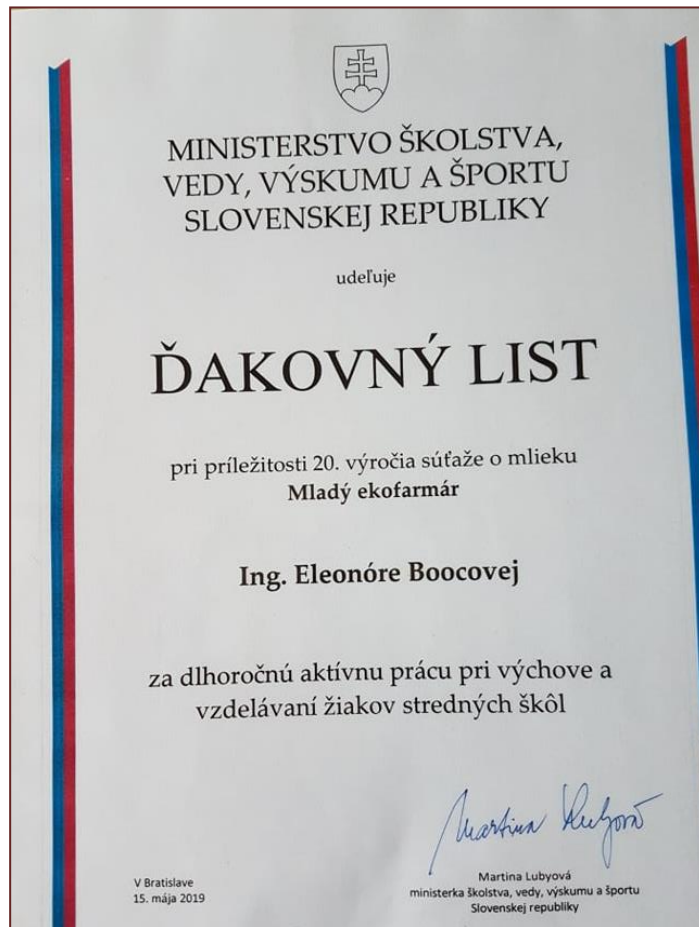 MINISTERSTVO ŠKOLSTVA,
VEDY, VÝSKUMU A ŠPORTU
SLOVENSKEJ REPUBLIKY
udeľuje
ĎAKOVNÝ LIST
pri príležitosti 20. výročia súťaže o mlieku
Mladý ekofarmár
Ing. Eleonóre Boocovej
za dlhoročnú aktívnu prácu pri výchove a
vzdelávaní žiakov stredných škôl
Martina Lubyová
V Bratislave
15. mája 2019
Martina Lubyová
ministerka školstva, vedy, výskumu a športu
Slovenskej republiky